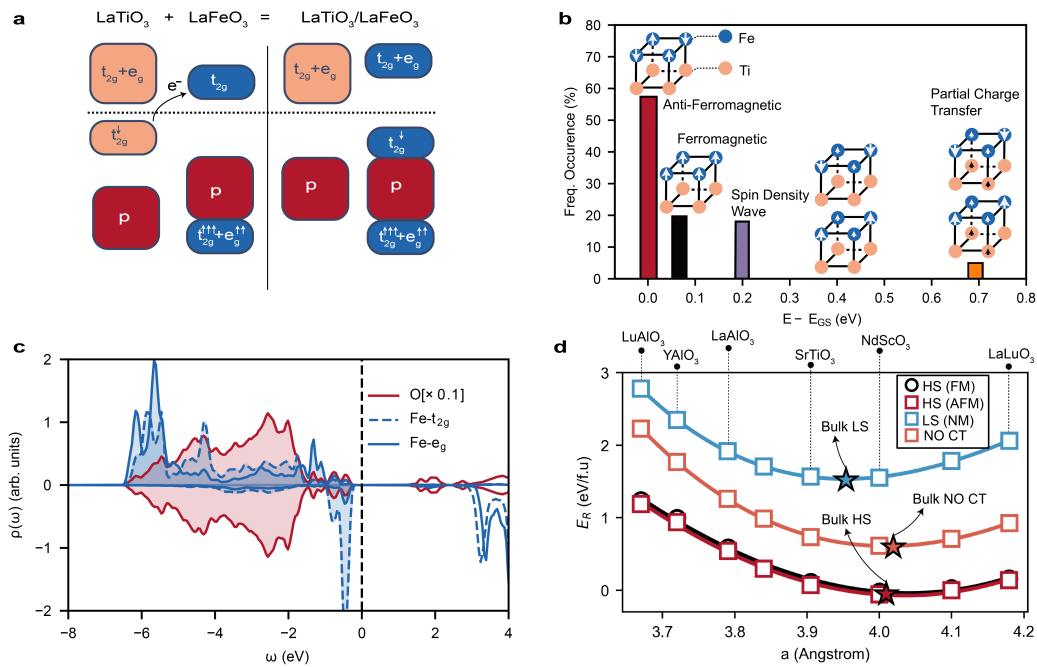 a
LaTiO3 + LaFeO3 = LaTiO3/LaFeO3
t2g+eg
t2g
t2g+eg
t2g+eg
e-
t2g↓
t2g↓
p
p
p
p
t2g↑↑↑+eg↑↑
t2g↑↑↑+eg↑↑
b
Freq. Occurence (%)
80
70
60
50
40
30
20
10
0
Fe
Ti
Anti-Ferromagnetic
Ferromagnetic
Spin Density
Wave
Partial Charge
Transfer
0.0 0.1 0.2 0.3 0.4 0.5 0.6 0.7 0.8
E− EGS (eV)
c
ρ(ω) (arb. units)
2
1
0
−1
−2
O[× 0.1]
Fe-t2g
Fe-eg
−8 −6 −4 −2 0 2 4
ω (eV)
d
LuAlO3
YAlO3
LaAlO3
SrTiO3
NdScO3
LaLuO3
ER (eV/f.u)
3
2
1
0
HS (FM)
HS (AFM)
LS (NM)
NO CT
Bulk LS
Bulk NO CT
Bulk HS
3.7 3.8 3.9 4.0 4.1 4.2
a (Angstrom)